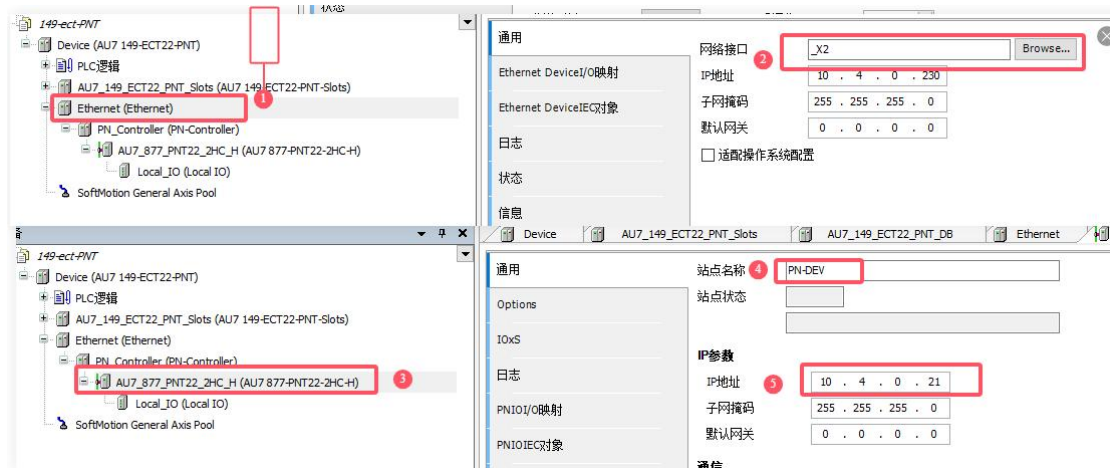 状态
149-ect-PNT
Device (AU7 149-ECT22-PNT)
PLC逻辑
AU7_149_ECT22_PNT_Slots (AU7 149-ECT22-PNT-Slots)
1
Ethernet (Ethernet)
PN_Controller (PN-Controller)
AU7_877_PNT22_2HC_H (AU7 877-PNT22-2HC-H)
Local_IO (Local IO)
SoftMotion General Axis Pool
通用
Ethernet DeviceI/O映射
Ethernet DeviceIEC对象
日志
状态
信息
网络接口
2
_X2
Browse...
IP地址
10 . 4 . 0 . 230
子网掩码
255 . 255 . 255 . 0
默认网关
0 . 0 . 0 . 0
适配操作系统配置
149-ect-PNT
Device (AU7 149-ECT22-PNT)
PLC逻辑
AU7_149_ECT22_PNT_Slots (AU7 149-ECT22-PNT-Slots)
Ethernet (Ethernet)
PN_Controller (PN-Controller)
AU7_877_PNT22_2HC_H (AU7 877-PNT22-2HC-H)
3
Local_IO (Local IO)
SoftMotion General Axis Pool
Device
AU7_149_ECT22_PNT_Slots
AU7_149_ECT22_PNT_DB
Ethernet
通用
Options
IOxS
日志
PNIOI/O映射
PNIOIEC对象
站点名称
4
PN-DEV
站点状态
IP参数
IP地址
5
10 . 4 . 0 . 21
子网掩码
255 . 255 . 255 . 0
默认网关
0 . 0 . 0 . 0
通信